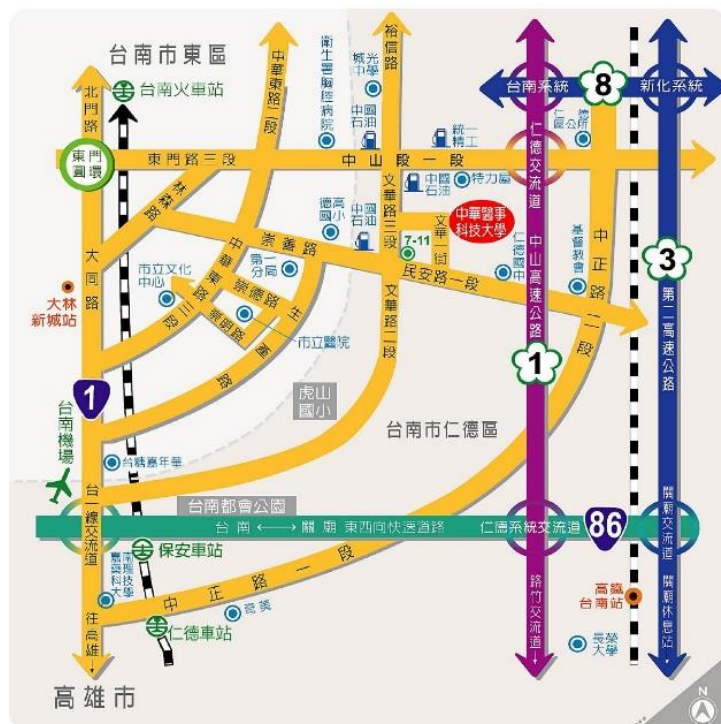 台南市東區
北門路
台南火車站
中華東路二段
衛生署胸腔病院
城光中學
裕信路
中國石油
統一精工
台南系統
8
新化系統
仁德交流道
東門圓環
東門路三段
中山段一段
中國石油
特力屋
林森路
德高國小
中國石油
文華路三段
7-11
文華一街
中華醫事科技大學
大同路
中華東路三段
崇善路
第一分局
崇德路
崇明路
市立文化中心
市立醫院
生產路
民安路一段
仁德國中
中山高速公路
基督教會
中正路二段
3
第二高速公路
大林新城站
1
文華路二段
1
虎山國小
台南市仁德區
台南機場
台糖嘉年華
台南都會公園
台一線交流道
台南
關廟
東西向快速道路
仁德系統交流道
86
關廟交流道
保安車站
嘉南藥理科技大學
中正路一段
奇美
仁德車站
路竹交流道
高鐵台南站
關廟休息站
長榮大學
往高雄
高雄市
N